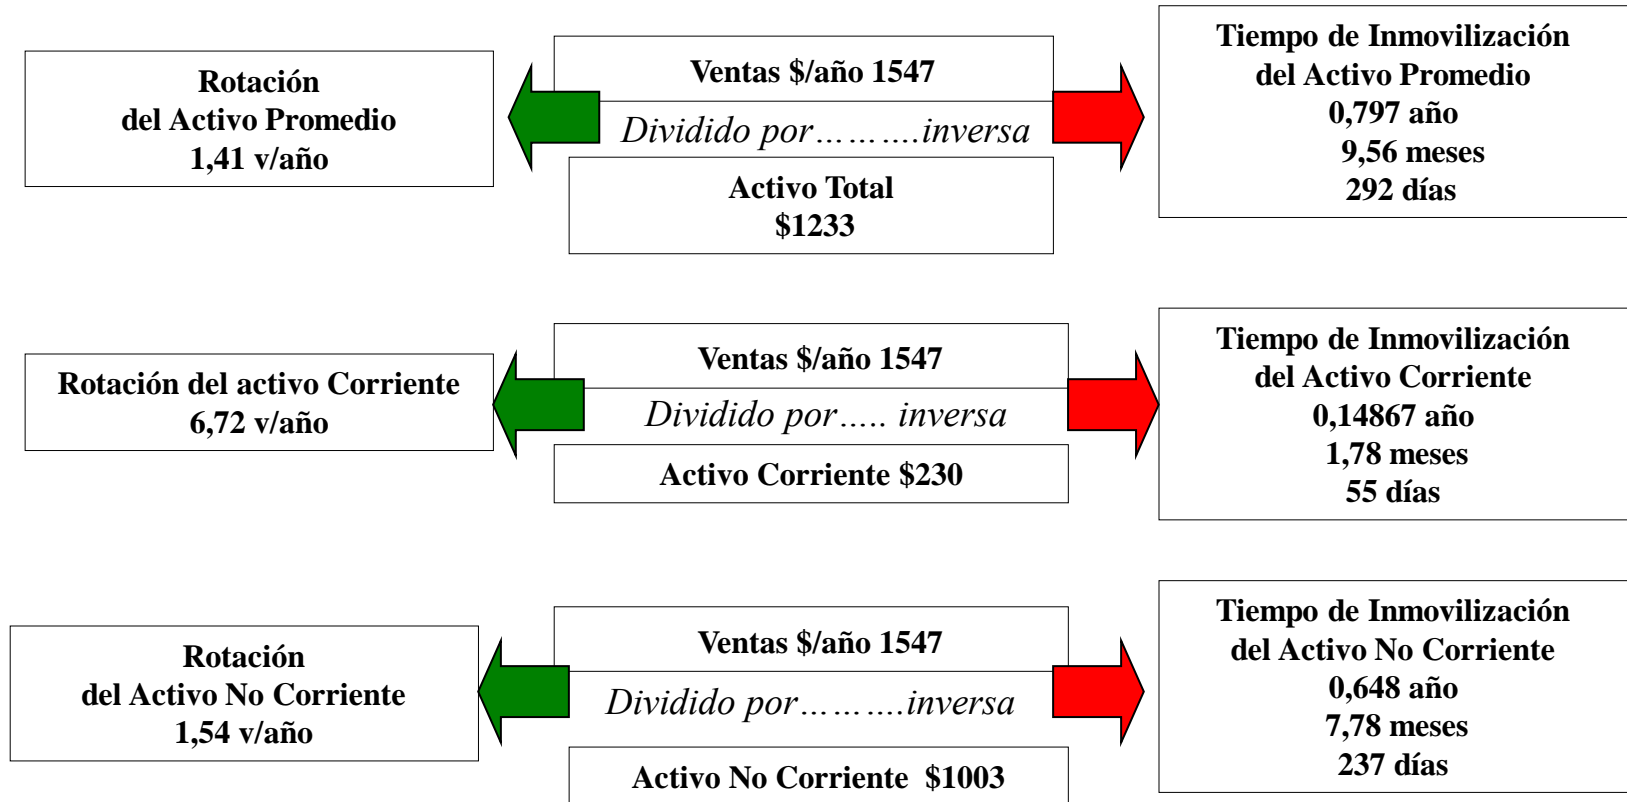 Rotación
del Activo Promedio
1,41 v/año
Ventas $/año 1547
Dividido por……….inversa
Activo Total
$1233
Tiempo de Inmovilización
del Activo Promedio
0,797 año
9,56 meses
292 días
Rotación del activo Corriente
6,72 v/año
Ventas $/año 1547
Dividido por….. inversa
Activo Corriente $230
Tiempo de Inmovilización
del Activo Corriente
0,14867 año
1,78 meses
55 días
Rotación
del Activo No Corriente
1,54 v/año
Ventas $/año 1547
Dividido por……….inversa
Activo No Corriente $1003
Tiempo de Inmovilización
del Activo No Corriente
0,648 año
7,78 meses
237 días